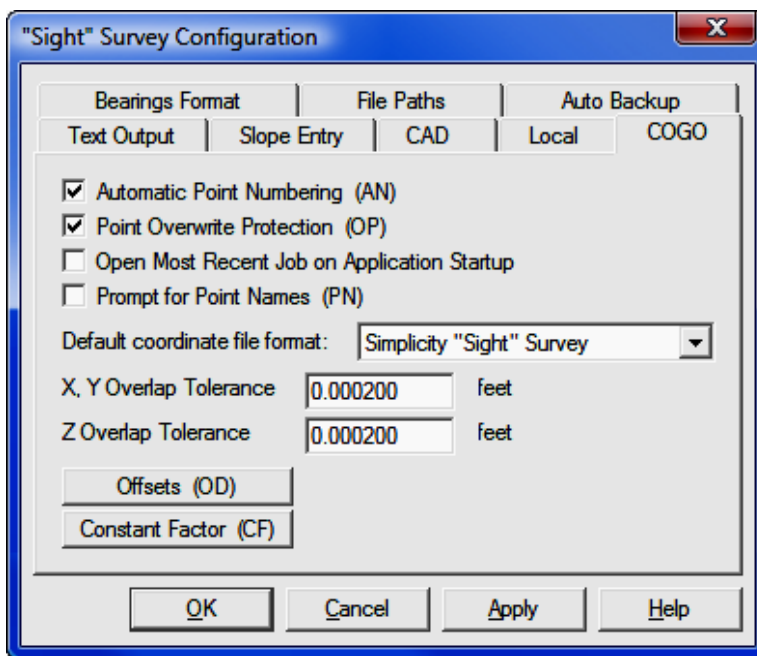 "Sight" Survey Configuration
Bearings Format File Paths Auto Backup
Text Output Slope Entry CAD Local COGO
Automatic Point Numbering (AN)
Point Overwrite Protection (OP)
Open Most Recent Job on Application Startup
Prompt for Point Names (PN)
Default coordinate file format: Simplicity "Sight" Survey
X, Y Overlap Tolerance 0.000200 feet
Z Overlap Tolerance 0.000200 feet
Offsets (OD)
Constant Factor (CF)
OK Cancel Apply Help